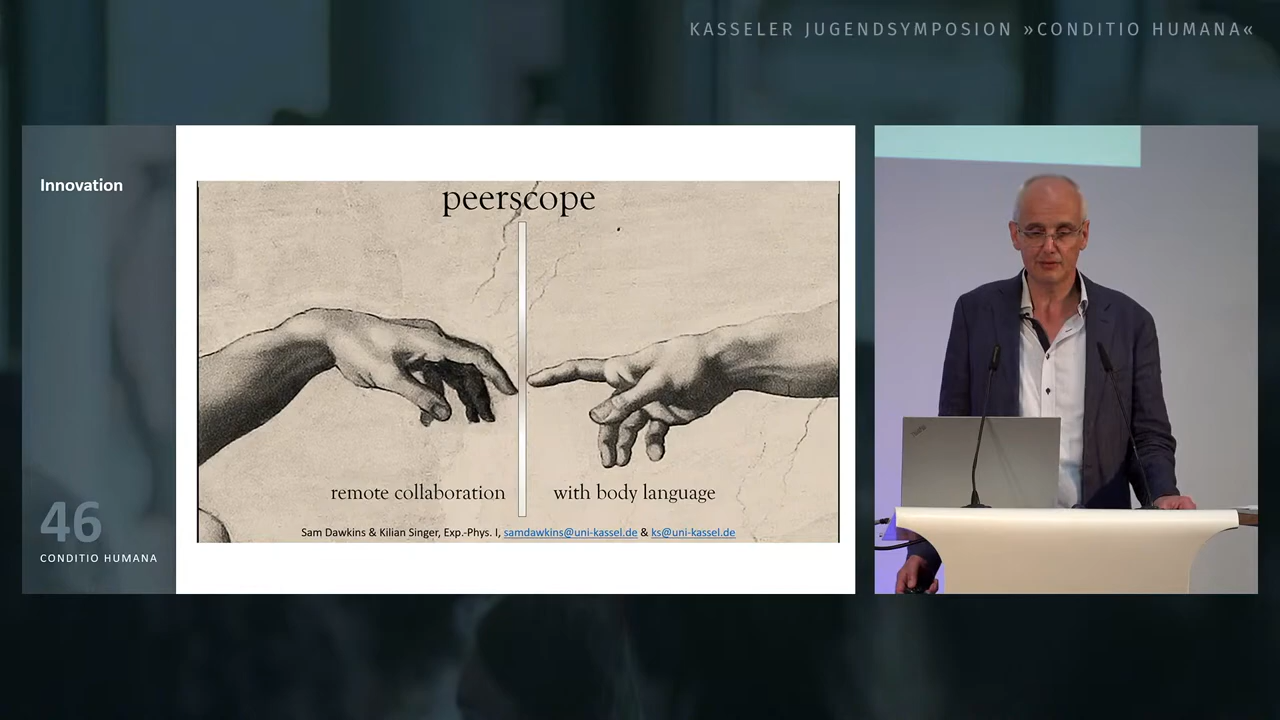 KASSELER JUGENDSYMPOSION »CONDITIO HUMANA«
Innovation
46
CONDITIO HUMANA
peerscope
remote collaboration
with body language
Sam Dawkins & Kilian Singer, Exp.-Phys. I, samdawkins@uni-kassel.de & ks@uni-kassel.de